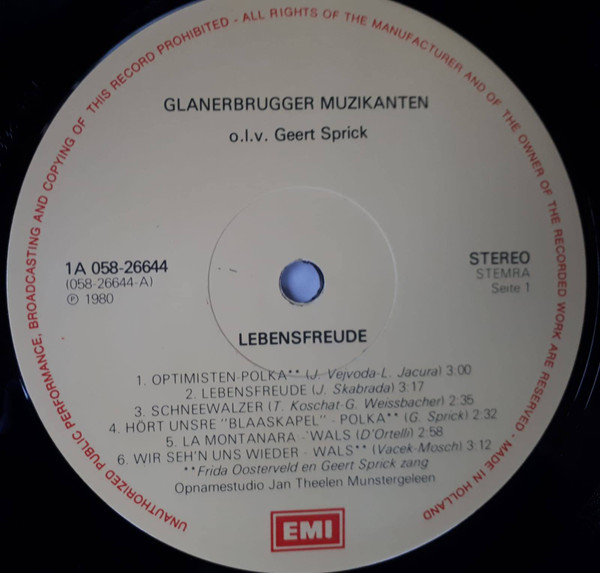 UNAUTHORIZED PUBLIC PERFORMANCE, BROADCASTING AND COPYING OF THIS RECORD PROHIBITED - ALL RIGHTS OF THE MANUFACTURER AND OF THE OWNER OF THE RECORDED WORK ARE RESERVED · MADE IN HOLLAND
GLANERBRUGGER MUZIKANTEN
o.l.v. Geert Sprick
1A 058-26644
(058-26644-A)
℗ 1980
STEREO
STEMRA
Seite 1
LEBENSFREUDE
1. OPTIMISTEN-POLKA** (J. Vejvoda-L. Jacura) 3:00
2. LEBENSFREUDE (J. Skabrada) 3:17
3. SCHNEEWALZER (T. Koschat-G. Weissbacher) 2:35
4. HÖRT UNSRE "BLAASKAPEL" - POLKA** (G. Sprick) 2:32
5. LA MONTANARA - WALS (D'Ortelli) 2:58
6. WIR SEH'N UNS WIEDER - WALS** (Vacek-Mosch) 3:12
**Frida Oosterveld en Geert Sprick zang
Opnamestudio Jan Theelen Munstergeleen
EMI